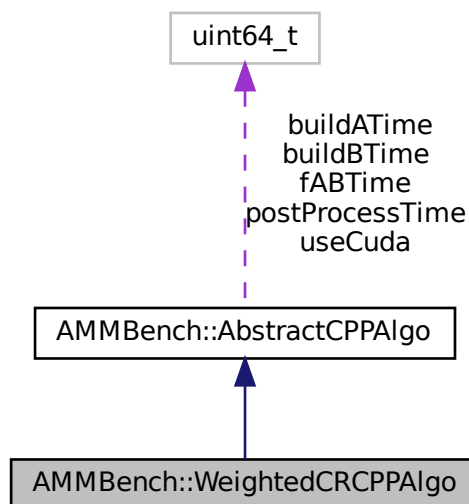 uint64_t
buildATime
buildBTime
fABTime
postProcessTime
useCuda
AMMBench::AbstractCPPAlgo
AMMBench::WeightedCRCPPAlgo